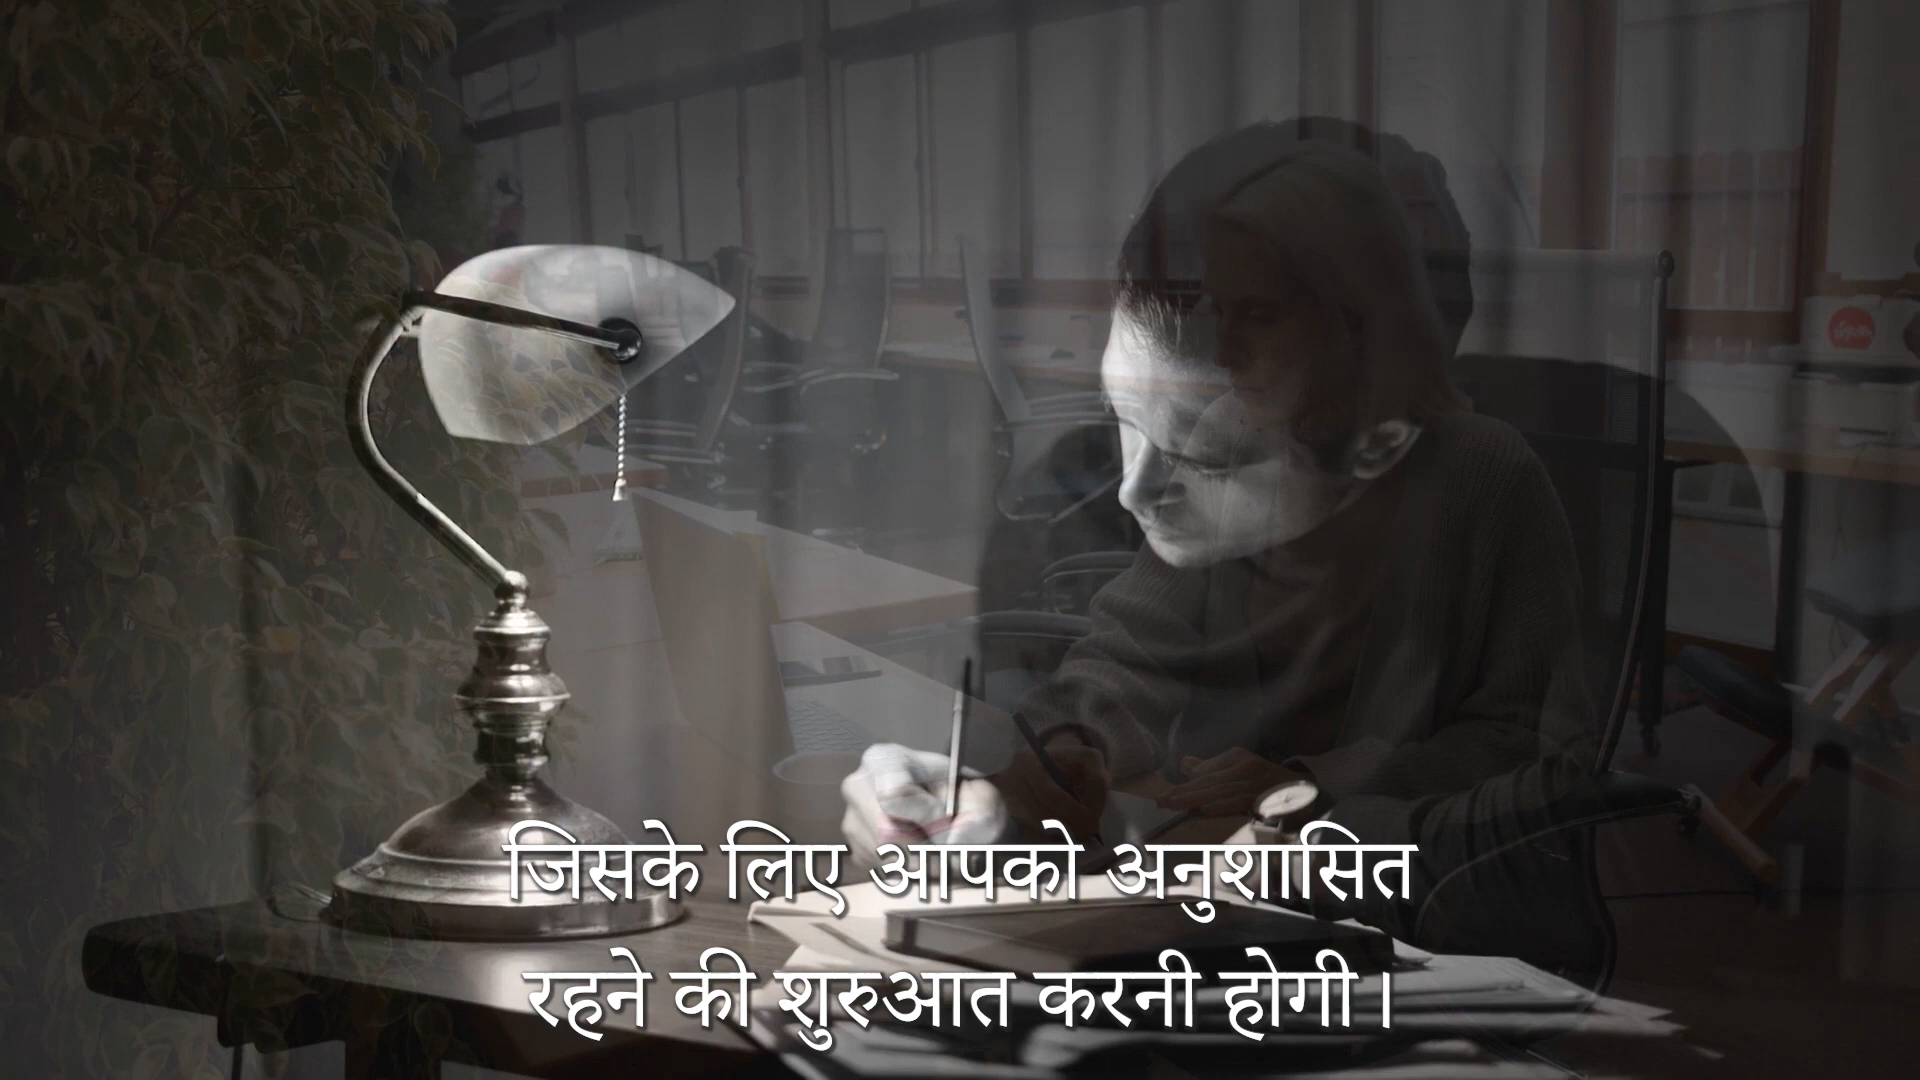 जिसके लिए आपको अनुशासित
रहने की शुरुआत करनी होगी।